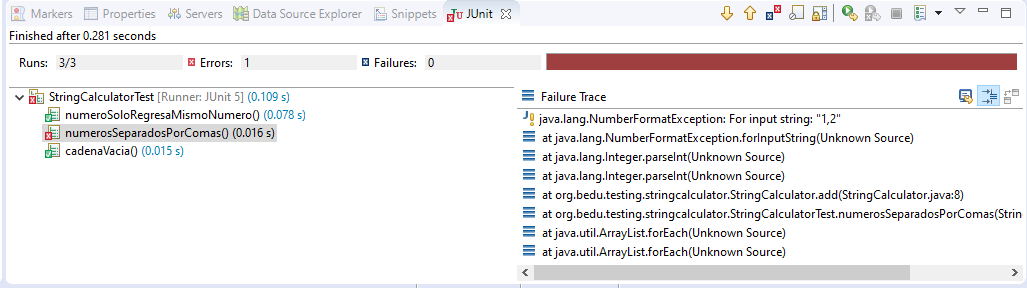 Markers Properties Servers Data Source Explorer Snippets JUnit
Finished after 0.281 seconds
Runs: 3/3 Errors: 1 Failures: 0
StringCalculatorTest [Runner: JUnit 5] (0.109 s)
numeroSoloRegresaMismoNumero() (0.078 s)
numerosSeparadosPorComas() (0.016 s)
cadenaVacia() (0.015 s)
Failure Trace
java.lang.NumberFormatException: For input string: "1,2"
at java.lang.NumberFormatException.forInputString(Unknown Source)
at java.lang.Integer.parseInt(Unknown Source)
at java.lang.Integer.parseInt(Unknown Source)
at org.bedu.testing.stringcalculator.StringCalculator.add(StringCalculator.java:8)
at org.bedu.testing.stringcalculator.StringCalculatorTest.numerosSeparadosPorComas(Strin
at java.util.ArrayList.forEach(Unknown Source)
at java.util.ArrayList.forEach(Unknown Source)